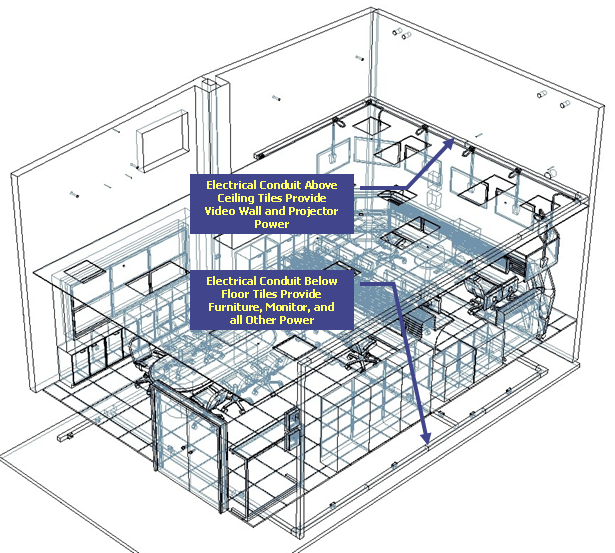 Electrical Conduit Above
Ceiling Tiles Provide
Video Wall and Projector
Power
Electrical Conduit Below
Floor Tiles Provide
Furniture, Monitor, and
all Other Power